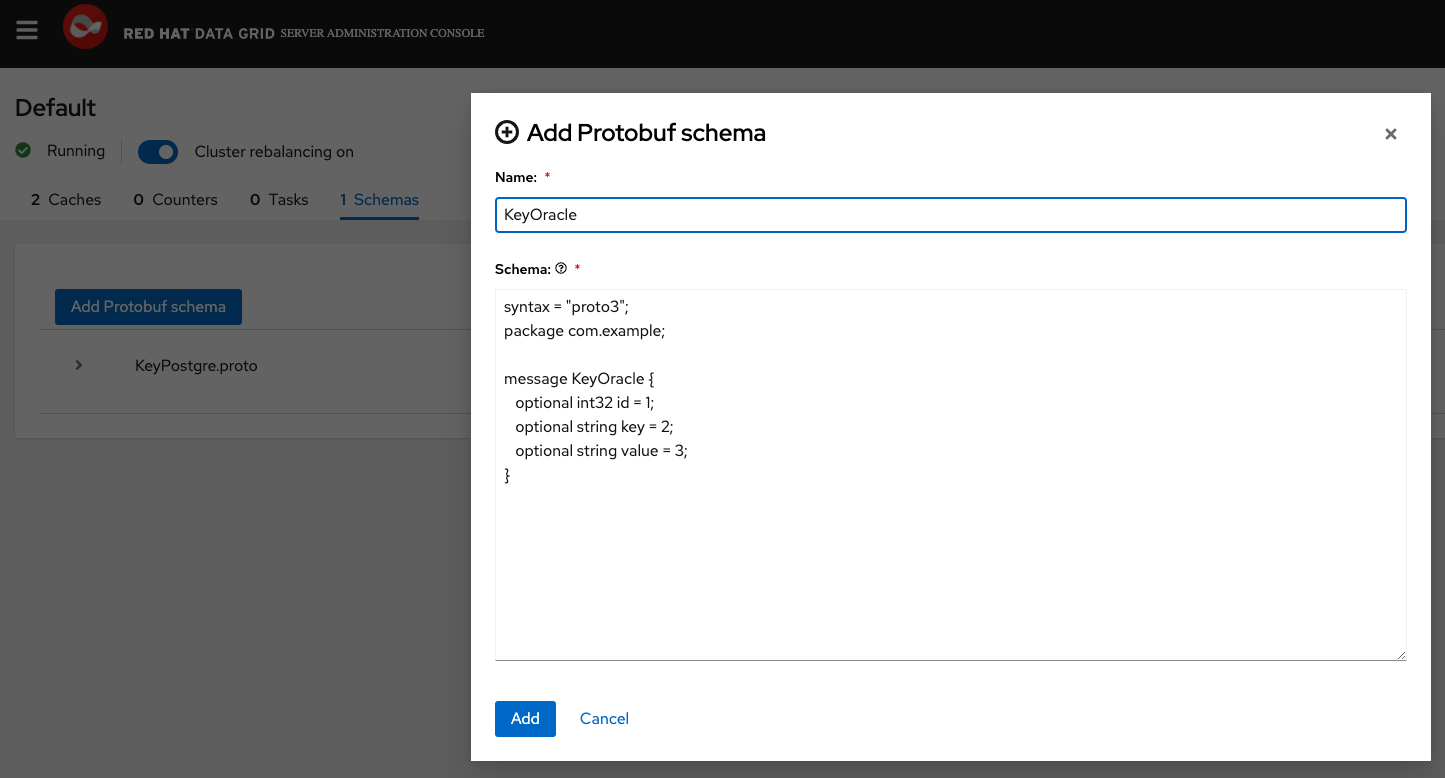 RED HAT DATA GRID SERVER ADMINISTRATION CONSOLE
Default
Running
Cluster rebalancing on
2 Caches
0 Counters
0 Tasks
1 Schemas
Add Protobuf schema
KeyPostgre.proto
Add Protobuf schema
Name: *
KeyOracle
Schema: *
syntax = "proto3";
package com.example;
message KeyOracle {
optional int32 id = 1;
optional string key = 2;
optional string value = 3;
}
Add
Cancel